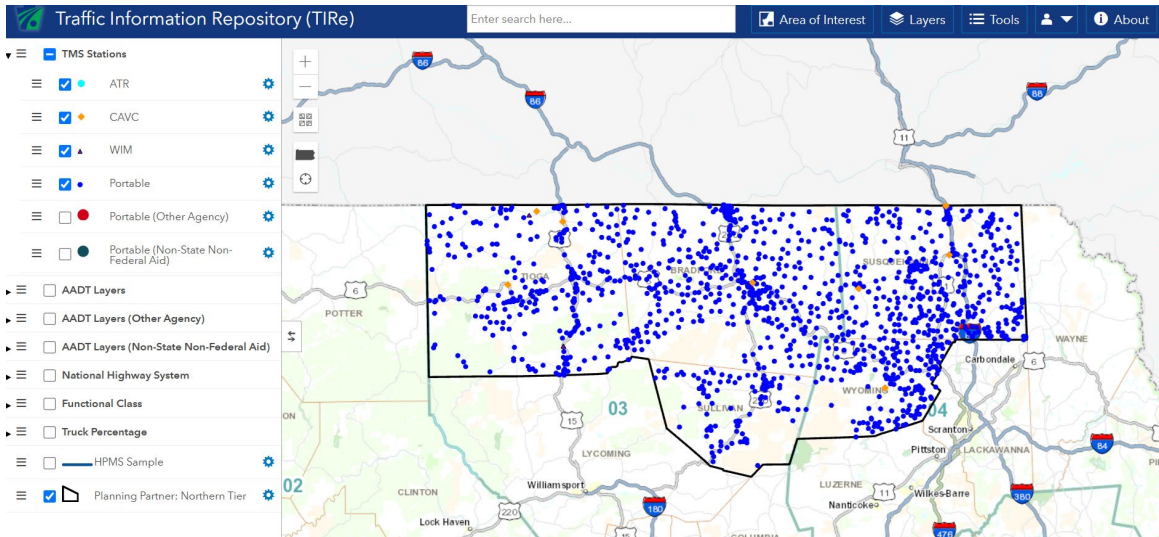 Traffic Information Repository (TIRe)
Enter search here...
Area of Interest
Layers
Tools
About
TMS Stations
ATR
CAVC
WIM
Portable
Portable (Other Agency)
Portable (Non-State Non-
Federal Aid)
AADT Layers
AADT Layers (Other Agency)
AADT Layers (Non-State Non-Federal Aid)
National Highway System
Functional Class
Truck Percentage
HPMS Sample
Planning Partner: Northern Tier
86
86
88
11
6
POTTER
TIOGA
WAYNE
Carbondale
6
WYOMING
SULLIVAN
03
04
15
LYCOMING
Scranton
Pittston
LACKAWANNA
84
02
CLINTON
Williamsport
LUZERNE
11
Wilkes-Barre
Nanticoke
380
180
220
Lock Haven
15
476
COLUMBIA